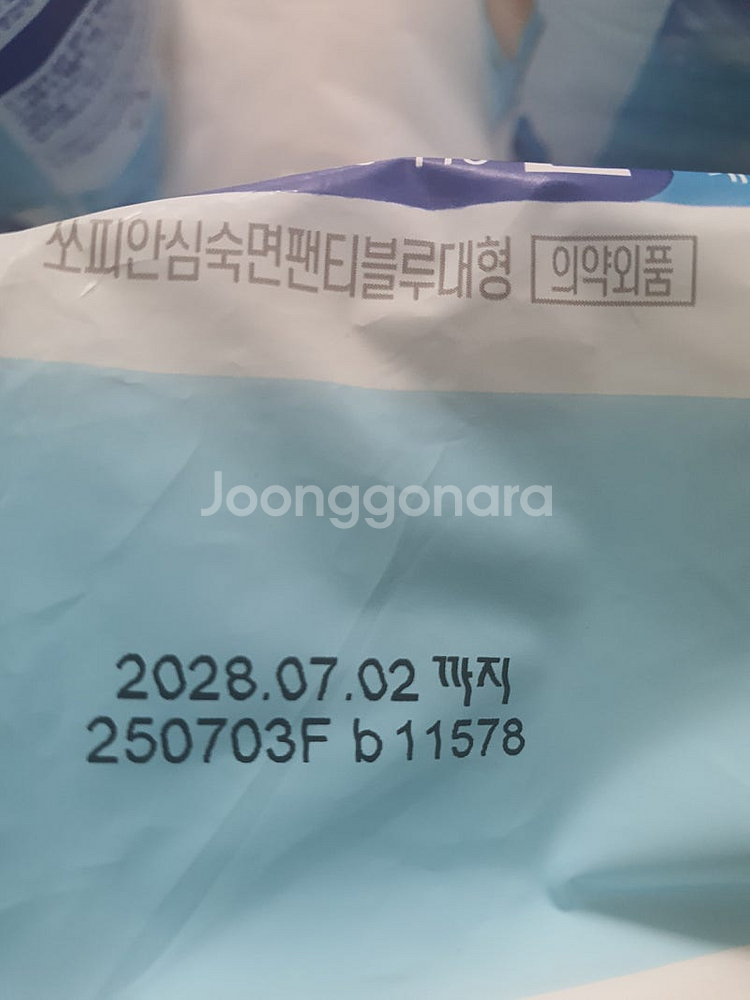 쏘피안심숙면팬티블루대형 의약외품
Joonggonara
2028.07.02 까지
250703F b11578